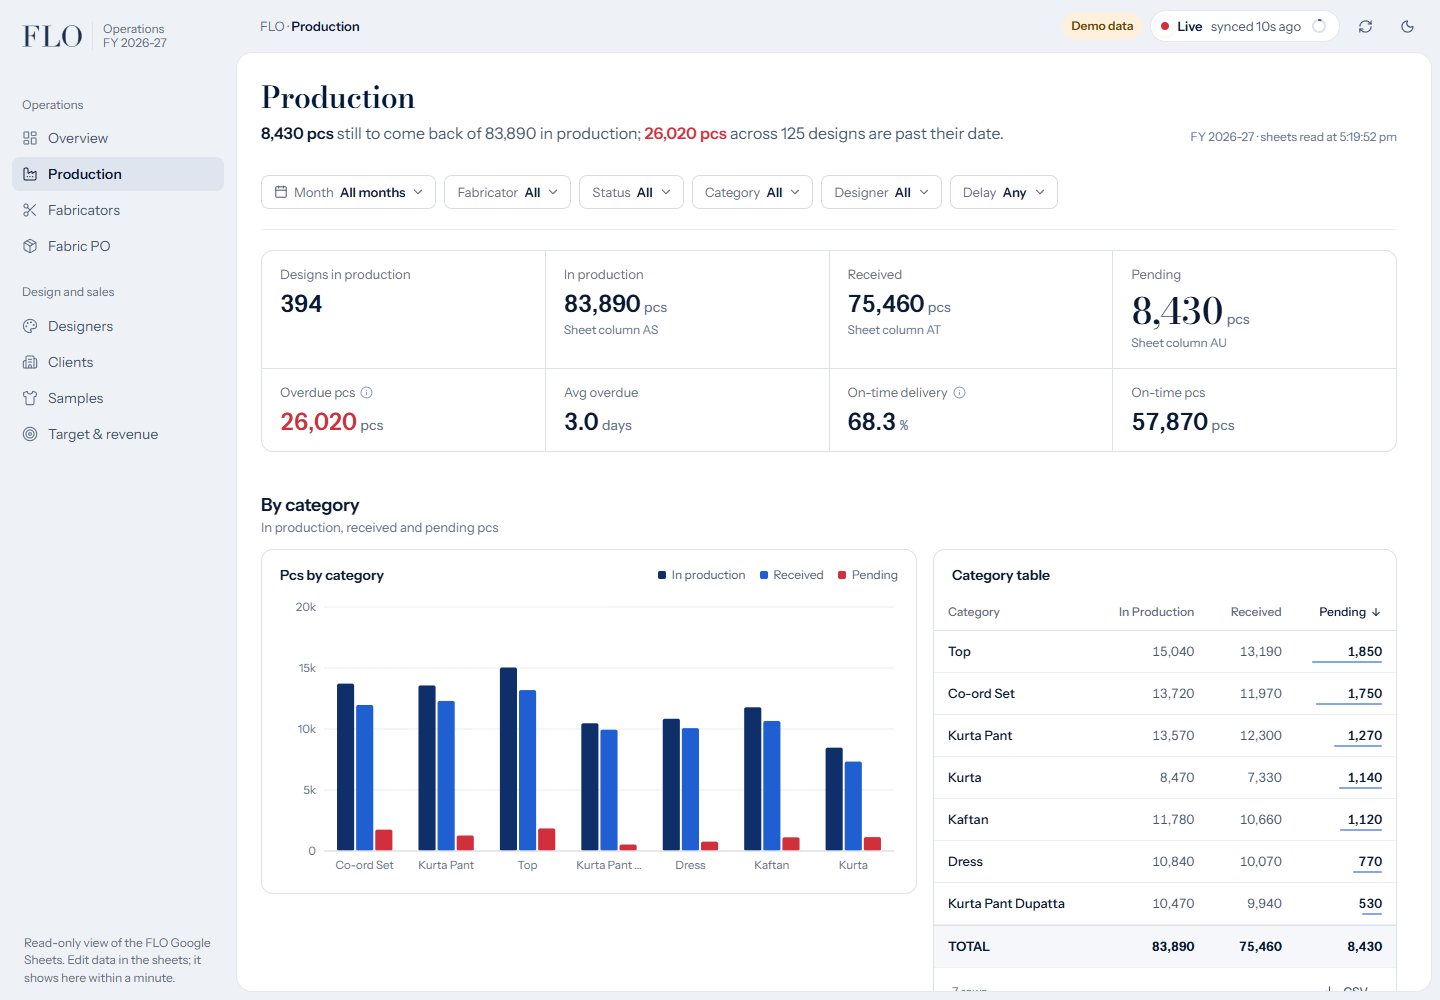 FLO
Operations
FY 2026-27
FLO · Production
Demo data
Live synced 10s ago
Operations
Overview
Production
Fabricators
Fabric PO
Design and sales
Designers
Clients
Samples
Target & revenue
Read-only view of the FLO Google
Sheets. Edit data in the sheets; it
shows here within a minute.
Production
8,430 pcs still to come back of 83,890 in production; 26,020 pcs across 125 designs are past their date.
FY 2026-27 · sheets read at 5:19:52 pm
Month All months
Fabricator All
Status All
Category All
Designer All
Delay Any
Designs in production
394
In production
83,890 pcs
Sheet column AS
Received
75,460 pcs
Sheet column AT
Pending
8,430 pcs
Sheet column AU
Overdue pcs
26,020 pcs
Avg overdue
3.0 days
On-time delivery
68.3 %
On-time pcs
57,870 pcs
By category
In production, received and pending pcs
Pcs by category
In production Received Pending
20k
15k
10k
5k
0
Co-ord Set Kurta Pant Top Kurta Pant ... Dress Kaftan Kurta
Category table
Category In Production Received Pending ↓
Top 15,040 13,190 1,850
Co-ord Set 13,720 11,970 1,750
Kurta Pant 13,570 12,300 1,270
Kurta 8,470 7,330 1,140
Kaftan 11,780 10,660 1,120
Dress 10,840 10,070 770
Kurta Pant Dupatta 10,470 9,940 530
TOTAL 83,890 75,460 8,430
7 rows CSV